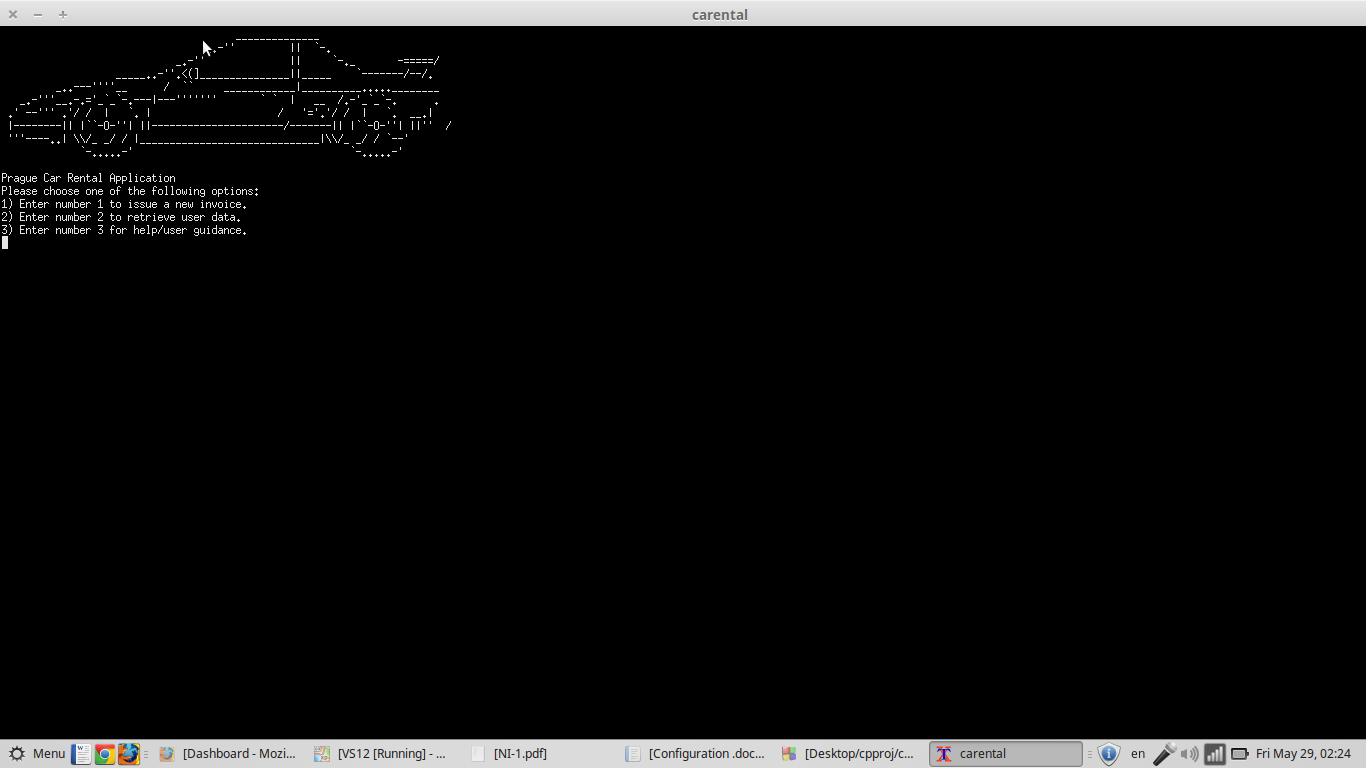 carental
Prague Car Rental Application
Please choose one of the following options:
1) Enter number 1 to issue a new invoice.
2) Enter number 2 to retrieve user data.
3) Enter number 3 for help/user guidance.
Menu
[Dashboard - Mozi...
[VS12 [Running] - ...
[NI-1.pdf]
[Configuration .doc...
[Desktop/cpproj/c...
carental
en
Fri May 29, 02:24